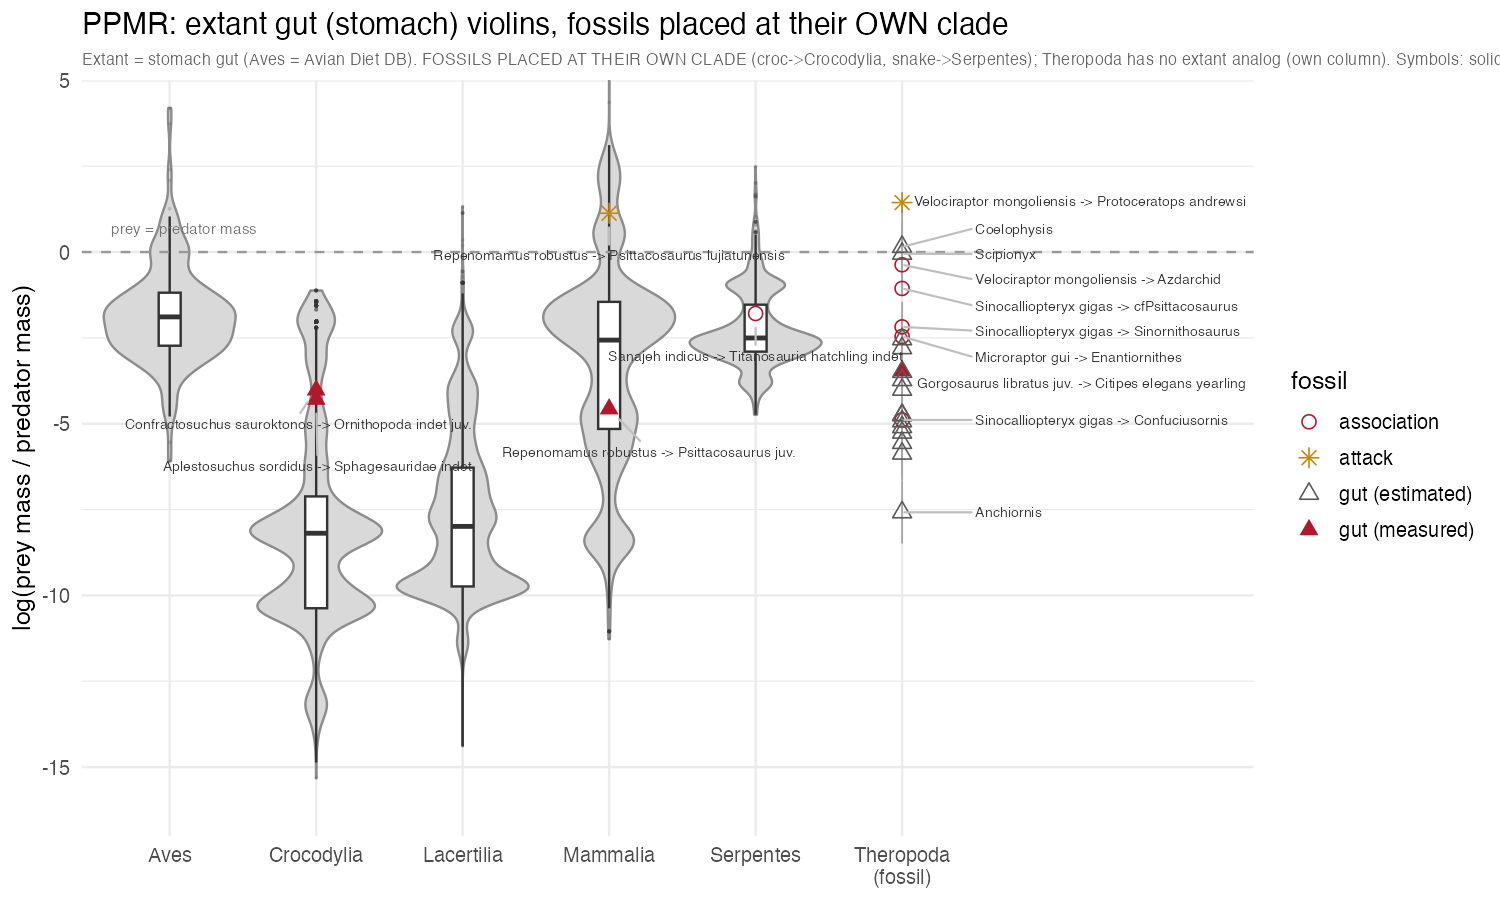 PPMR: extant gut (stomach) violins, fossils placed at their OWN clade
Extant = stomach gut (Aves = Avian Diet DB). FOSSILS PLACED AT THEIR OWN CLADE (croc->Crocodylia, snake->Serpentes); Theropoda has no extant analog (own column). Symbols: solid
log(prey mass / predator mass)
5
0
-5
-10
-15
prey = predator mass
Velociraptor mongoliensis -> Protoceratops andrewsi
Coelophysis
Scipionyx
Repenomamus robustus -> Psittacosaurus lujiatunensis
Velociraptor mongoliensis -> Azdarchid
Sinocalliopteryx gigas -> cfPsittacosaurus
Sinocalliopteryx gigas -> Sinornithosaurus
Sanajeh indicus -> Titanosauria hatchling indet
Microraptor gui -> Enantiornithes
Gorgosaurus libratus juv. -> Citipes elegans yearling
Confractosuchus sauroktonos -> Ornithopoda indet juv.
Sinocalliopteryx gigas -> Confuciusornis
Repenomamus robustus -> Psittacosaurus juv.
Aplestosuchus sordidus -> Sphagesauridae indet
Anchiornis
Aves
Crocodylia
Lacertilia
Mammalia
Serpentes
Theropoda
(fossil)
fossil
association
attack
gut (estimated)
gut (measured)